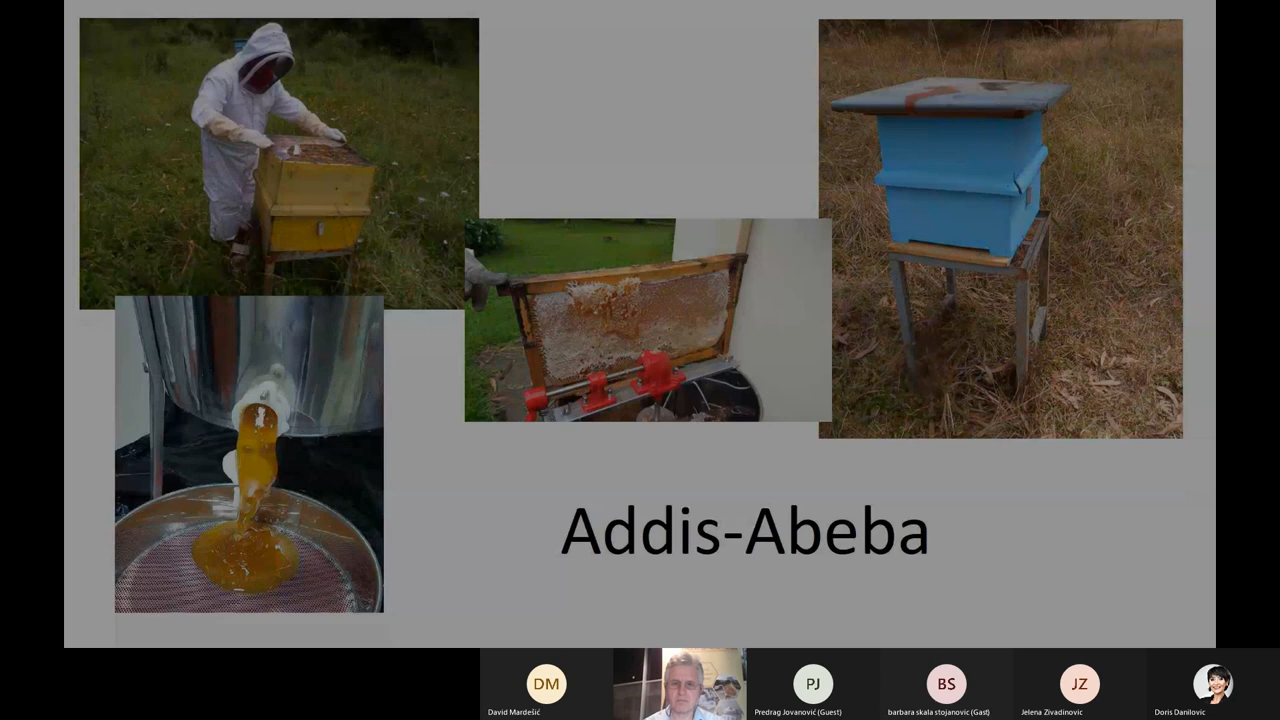 Addis-Abeba
DM
PJ
BS
JZ
David Mardešić
Predrag Jovanović (Guest)
barbara skala stojanovic (Gast)
Jelena Zivadinovic
Doris Danilovic